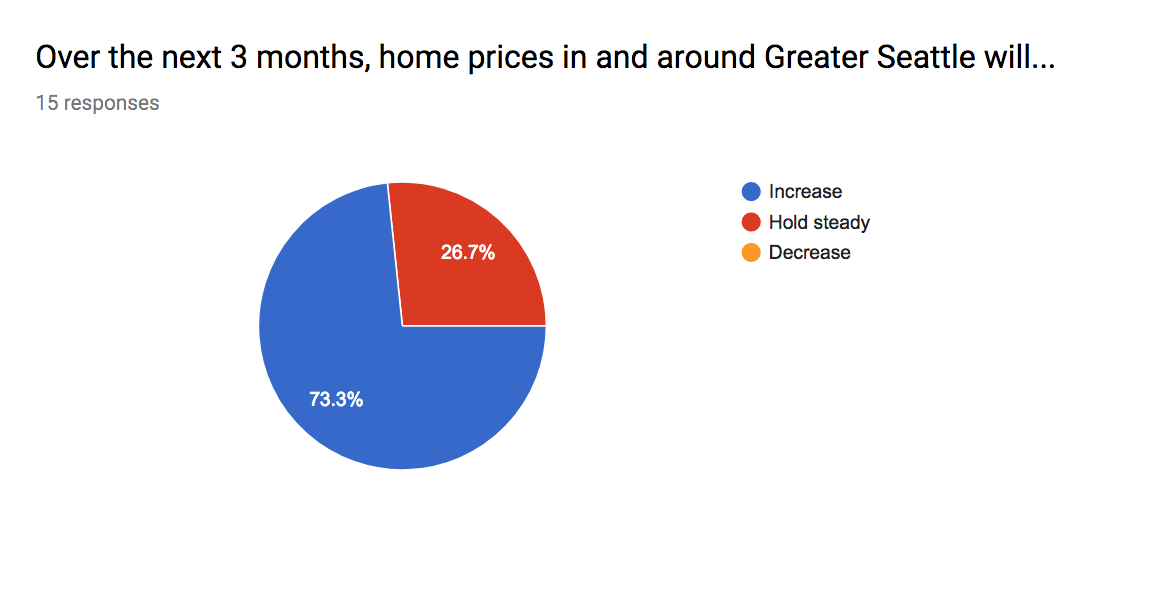 Over the next 3 months, home prices in and around Greater Seattle will...
15 responses
Increase
Hold steady
Decrease
26.7%
73.3%